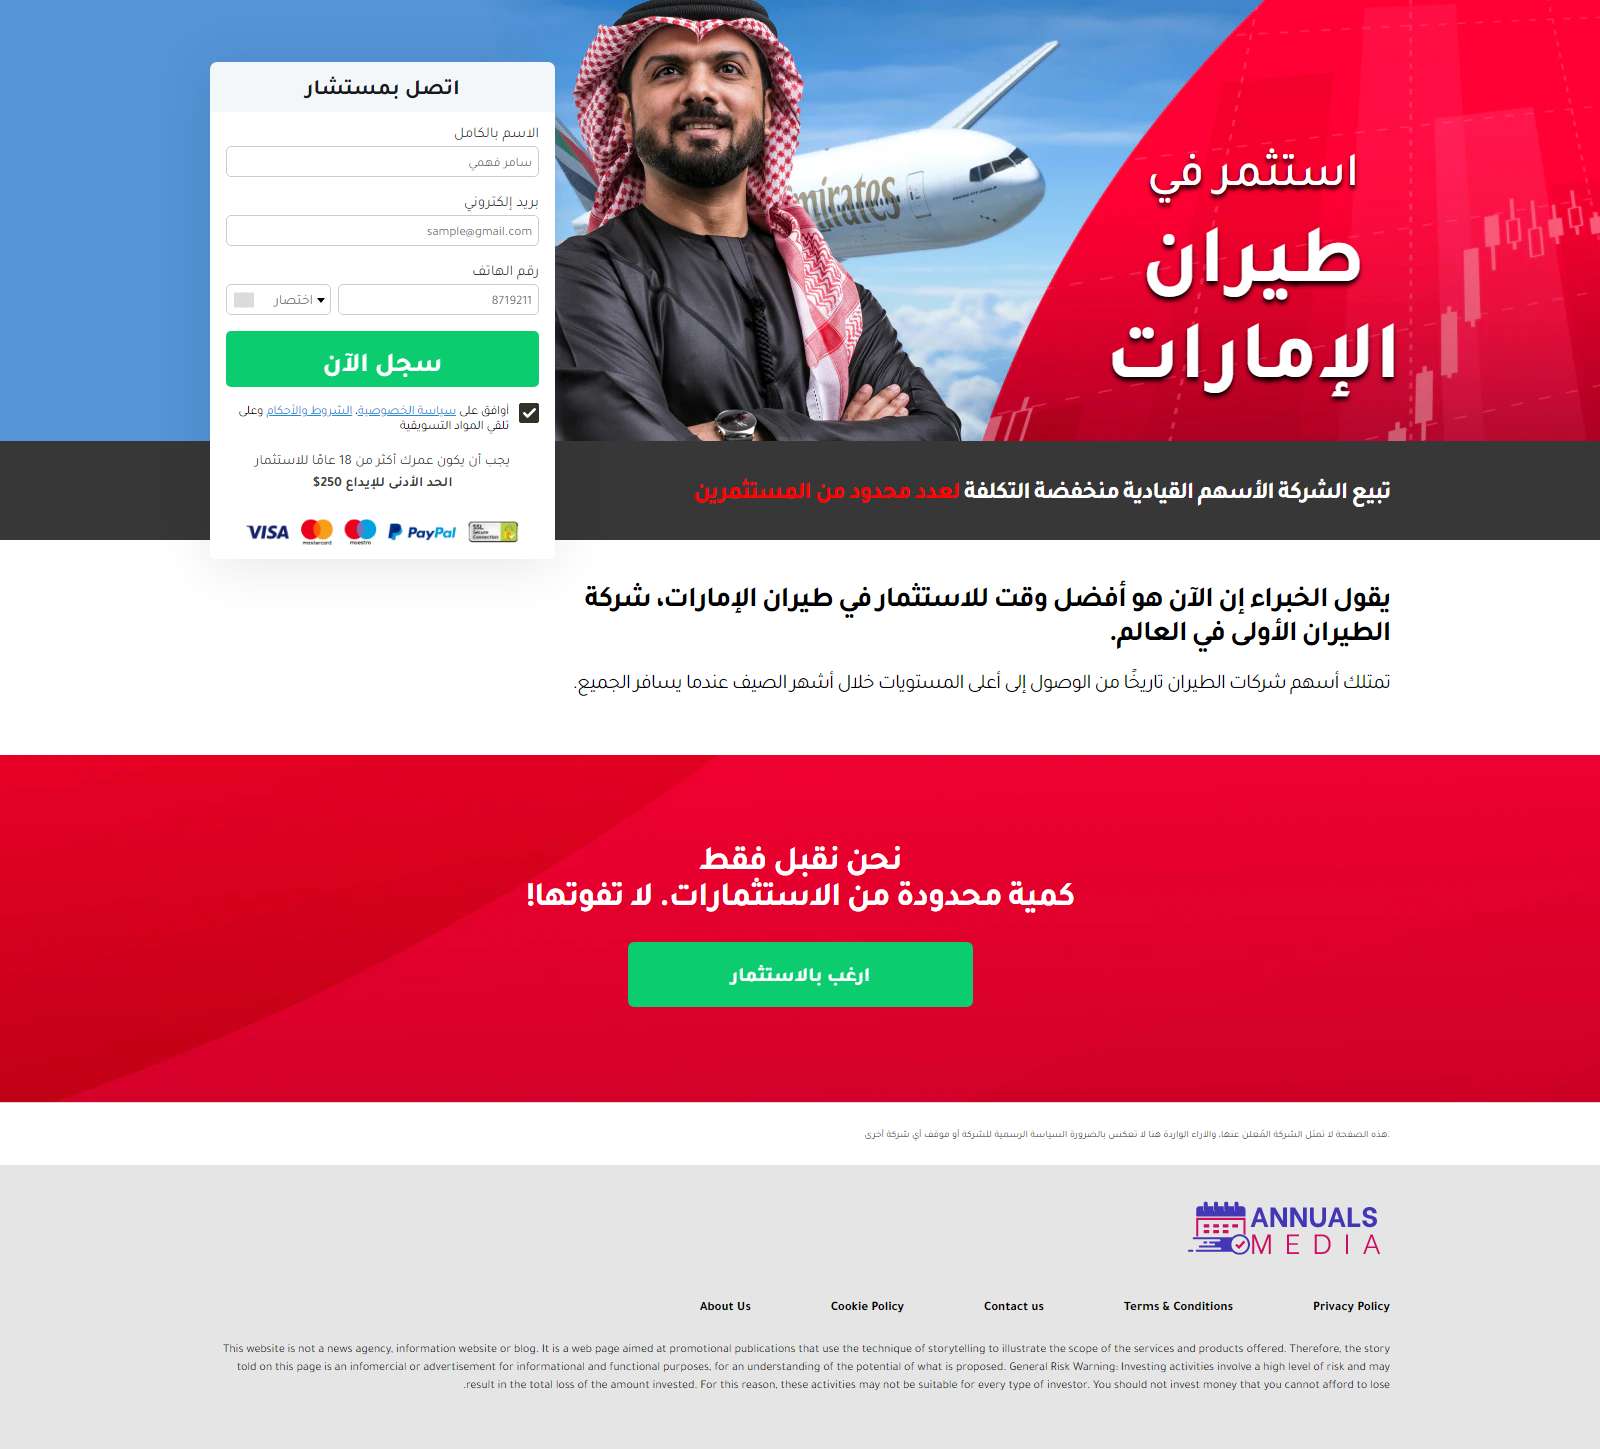 استثمر في
طيران
الإمارات
Emirates
اتصل بمستشار
الاسم بالكامل
سامر فهمي
بريد إلكتروني
sample@gmail.com
رقم الهاتف
8719211
اختصار
سجل الآن
أوافق على سياسة الخصوصية، الشروط والأحكام وعلى
تلقي المواد التسويقية
يجب أن يكون عمرك أكثر من 18 عامًا للاستثمار
الحد الأدنى للإيداع 250$
VISA mastercard maestro PayPal SSL Secure Connection
تبيع الشركة الأسهم القيادية منخفضة التكلفة لعدد محدود من المستثمرين
يقول الخبراء إن الآن هو أفضل وقت للاستثمار في طيران الإمارات، شركة
الطيران الأولى في العالم.
تمتلك أسهم شركات الطيران تاريخًا من الوصول إلى أعلى المستويات خلال أشهر الصيف عندما يسافر الجميع.
نحن نقبل فقط
كمية محدودة من الاستثمارات. لا تفوتها!
ارغب بالاستثمار
هذه الصفحة لا تمثل الشركة المُعلن عنها، والآراء الواردة هنا لا تعكس بالضرورة السياسة الرسمية للشركة أو موقف أي شركة أخرى.
ANNUALS
MEDIA
About Us Cookie Policy Contact us Terms & Conditions Privacy Policy
This website is not a news agency, information website or blog. It is a web page aimed at promotional publications that use the technique of storytelling to illustrate the scope of the services and products offered. Therefore, the story
told on this page is an infomercial or advertisement for informational and functional purposes, for an understanding of the potential of what is proposed. General Risk Warning: Investing activities involve a high level of risk and may
.result in the total loss of the amount invested. For this reason, these activities may not be suitable for every type of investor. You should not invest money that you cannot afford to lose